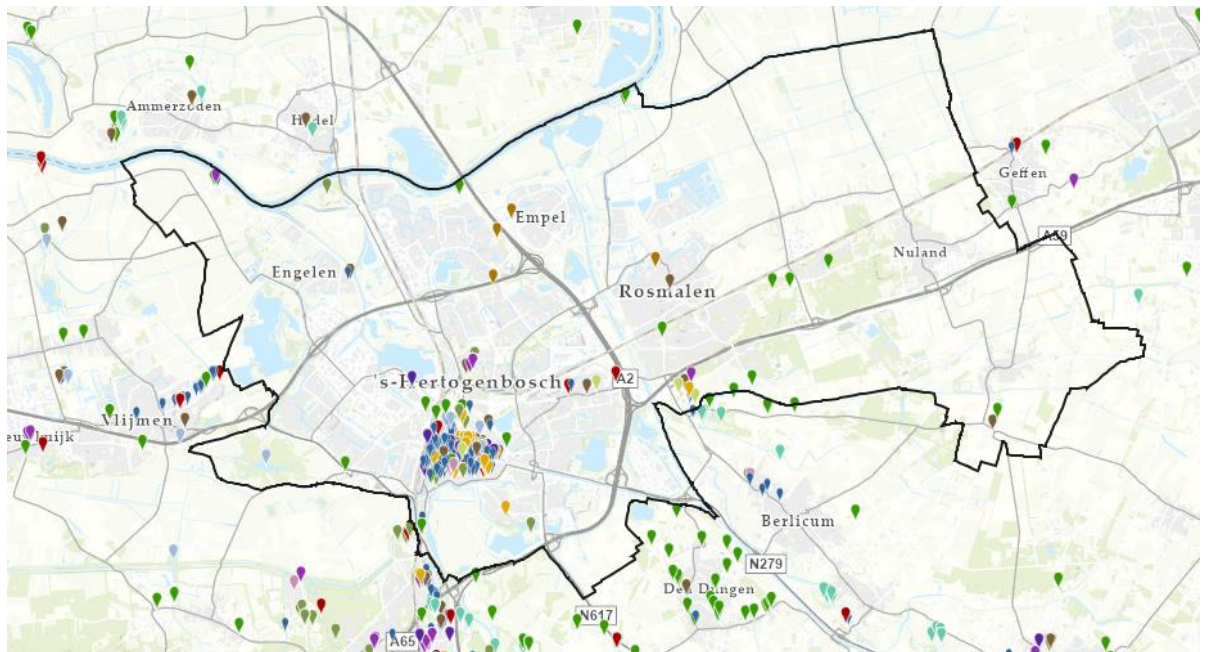 Ammerzoden
Hedel
Geffen
Empel
A59
Nuland
Engelen
Rosmalen
's-Hertogenbosch
A2
Vlijmen
Berlicum
N279
Den Dungen
N617
A65